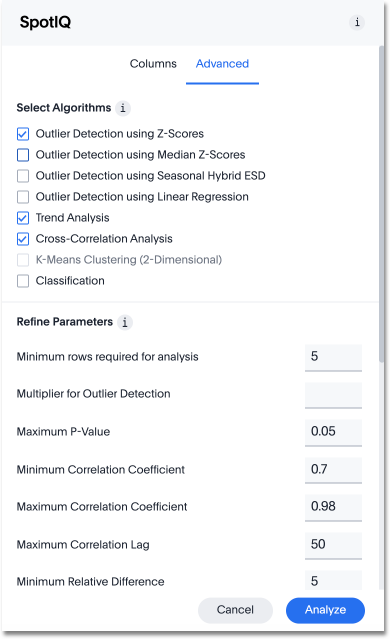 SpotIQ
i
Columns Advanced
Select Algorithms i
Outlier Detection using Z-Scores
Outlier Detection using Median Z-Scores
Outlier Detection using Seasonal Hybrid ESD
Outlier Detection using Linear Regression
Trend Analysis
Cross-Correlation Analysis
K-Means Clustering (2-Dimensional)
Classification
Refine Parameters i
Minimum rows required for analysis 5
Multiplier for Outlier Detection
Maximum P-Value 0.05
Minimum Correlation Coefficient 0.7
Maximum Correlation Coefficient 0.98
Maximum Correlation Lag 50
Minimum Relative Difference 5
Cancel Analyze